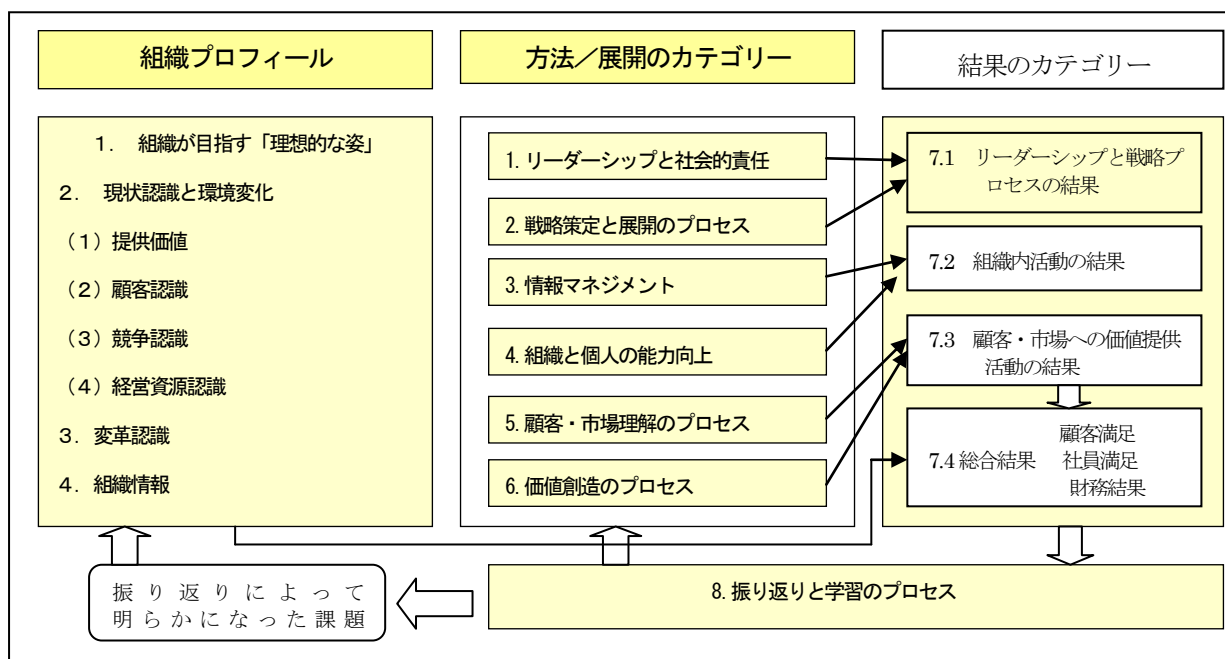 組織プロフィール
方法／展開のカテゴリー
結果のカテゴリー
１． 組織が目指す「理想的な姿」
２． 現状認識と環境変化
（１）提供価値
（２）顧客認識
（３）競争認識
（４）経営資源認識
３．変革認識
４．組織情報
1. リーダーシップと社会的責任
2. 戦略策定と展開のプロセス
3. 情報マネジメント
4. 組織と個人の能力向上
5. 顧客・市場理解のプロセス
6. 価値創造のプロセス
7.1 リーダーシップと戦略プ
ロセスの結果
7.2 組織内活動の結果
7.3 顧客・市場への価値提供
活動の結果
顧客満足
7.4 総合結果 社員満足
財務結果
振り返りによって
明らかになった課題
8. 振り返りと学習のプロセス